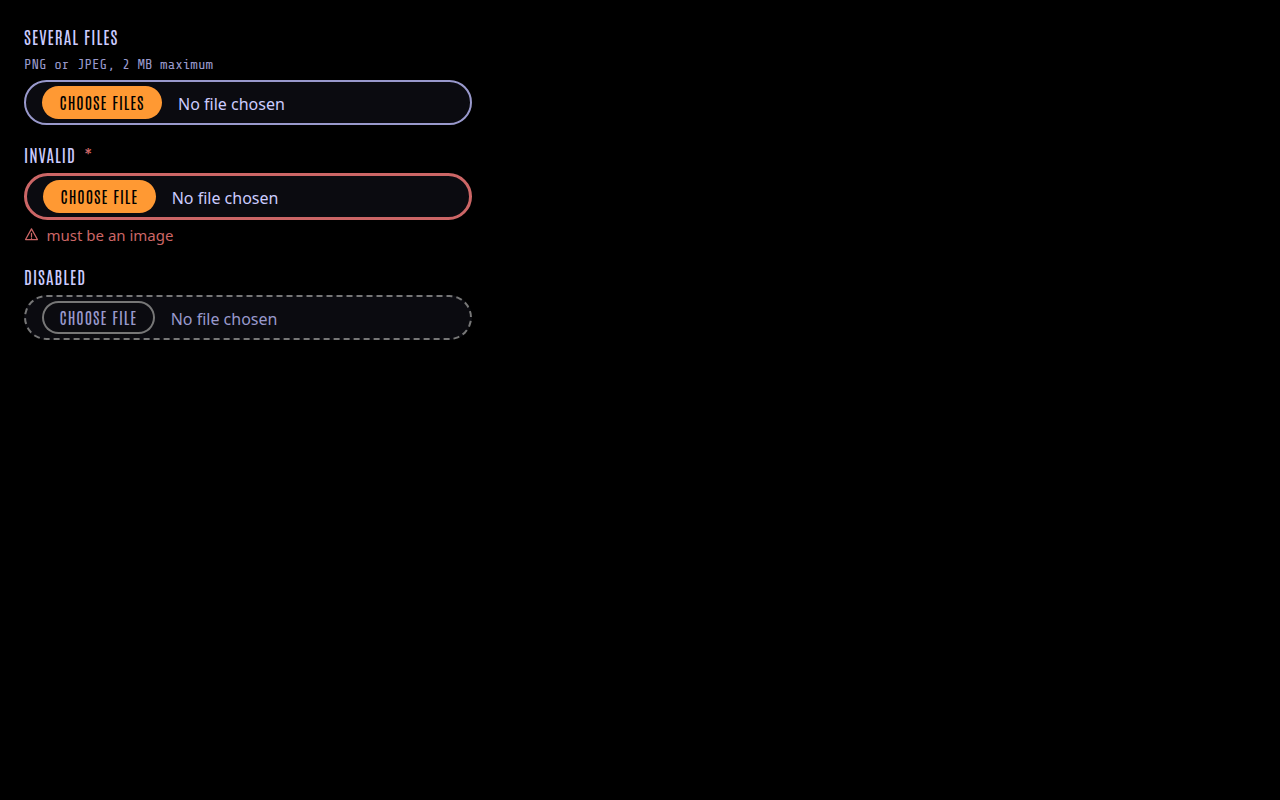 SEVERAL FILES
PNG or JPEG, 2 MB maximum
CHOOSE FILES No file chosen
INVALID *
CHOOSE FILE No file chosen
⚠ must be an image
DISABLED
CHOOSE FILE No file chosen